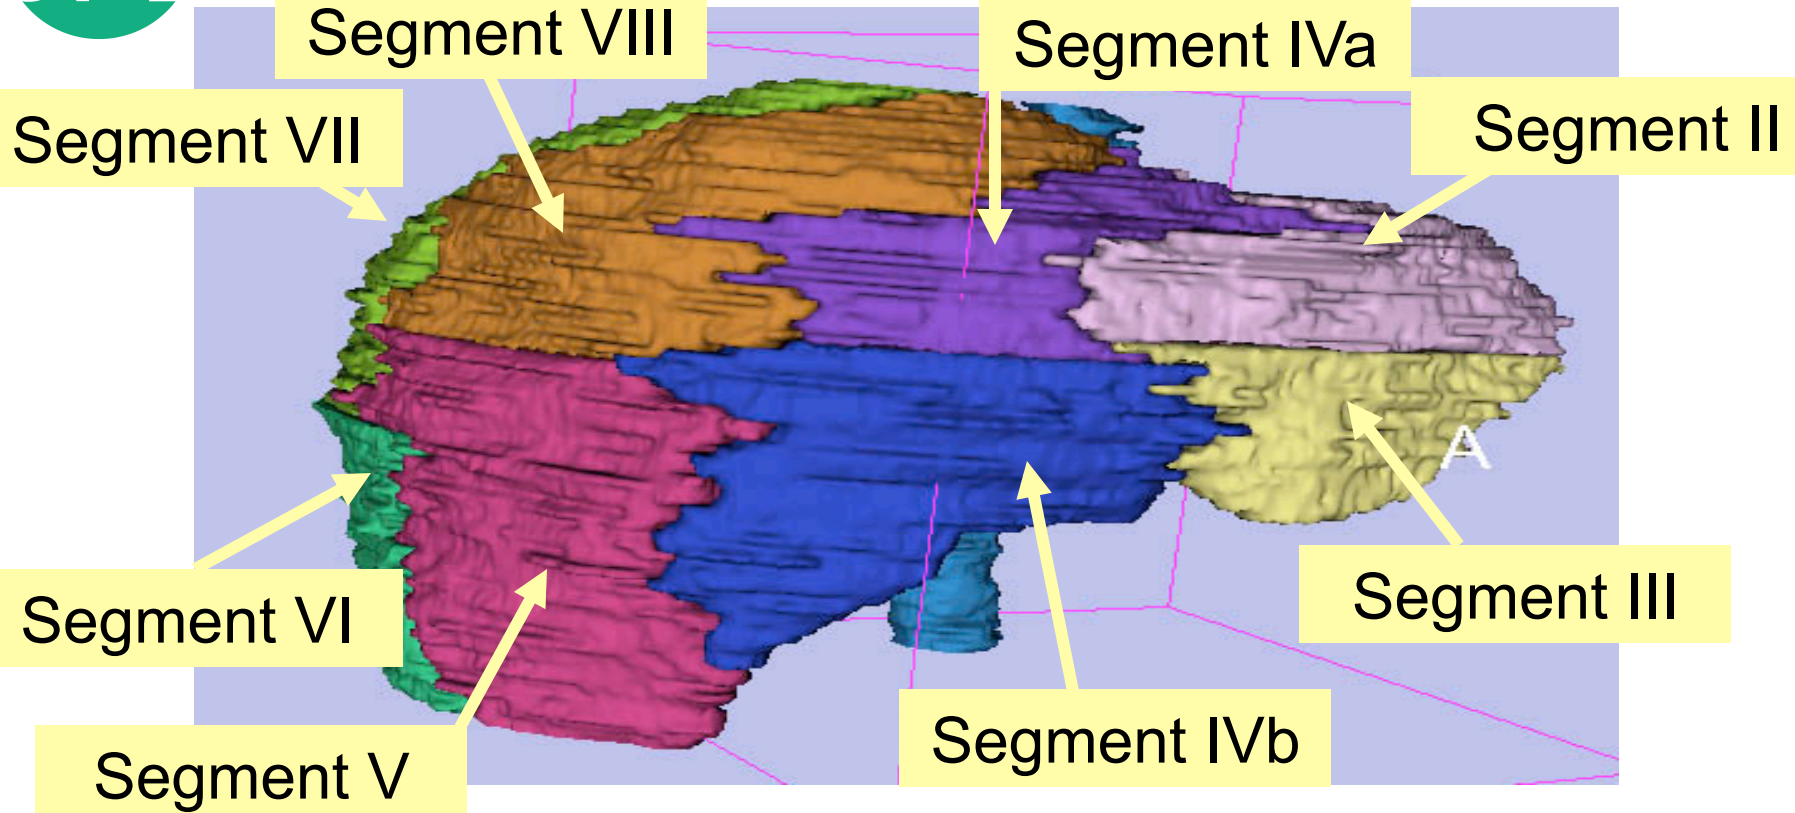 Segment VIII
Segment IVa
Segment VII
Segment II
A
Segment VI
Segment III
Segment V
Segment IVb